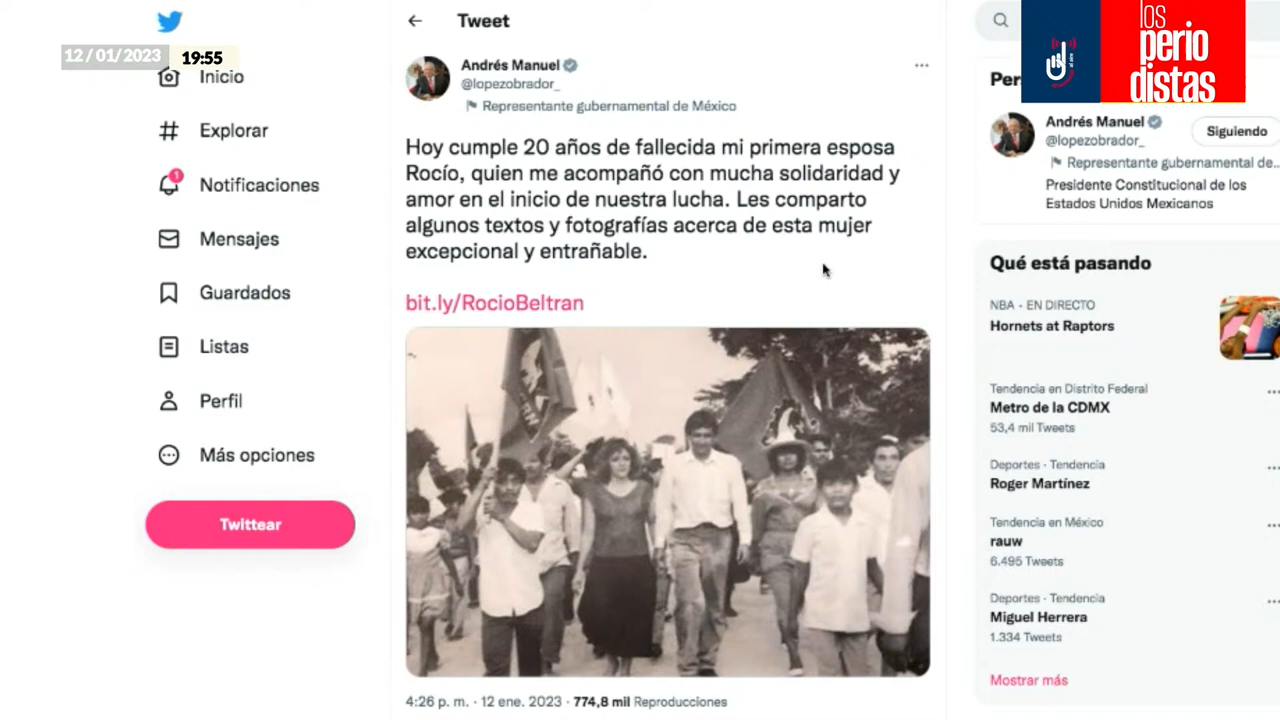 12/01/2023
19:55
Inicio
Explorar
1
Notificaciones
Mensajes
Guardados
Listas
Perfil
Más opciones
Twittear
Tweet
Andrés Manuel
@lopezobrador_
Representante gubernamental de México
Hoy cumple 20 años de fallecida mi primera esposa
Rocío, quien me acompañó con mucha solidaridad y
amor en el inicio de nuestra lucha. Les comparto
algunos textos y fotografías acerca de esta mujer
excepcional y entrañable.
bit.ly/RocioBeltran
4:26 p. m. · 12 ene. 2023 · 774,8 mil Reproducciones
los
perio
distas
al aire
Per
Andrés Manuel
Siguiendo
@lopezobrador_
Representante gubernamental de...
Presidente Constitucional de los
Estados Unidos Mexicanos
Qué está pasando
NBA · EN DIRECTO
Hornets at Raptors
Tendencia en Distrito Federal
Metro de la CDMX
53,4 mil Tweets
Deportes · Tendencia
Roger Martínez
Tendencia en México
rauw
6.495 Tweets
Deportes · Tendencia
Miguel Herrera
1.334 Tweets
Mostrar más